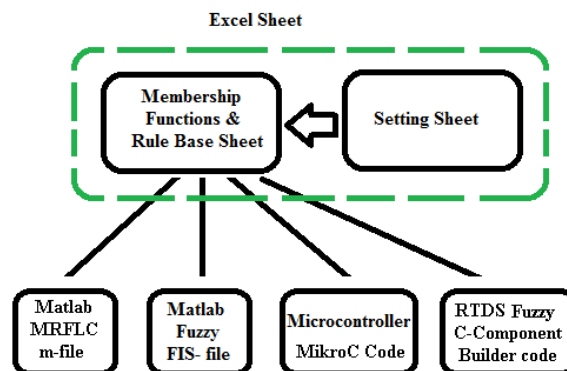 Excel Sheet
Membership
Functions &
Rule Base Sheet
Setting Sheet
Matlab
MRFLC
m-file
Matlab
Fuzzy
FIS- file
Microcontroller
MikroC Code
RTDS Fuzzy
C-Component
Builder code